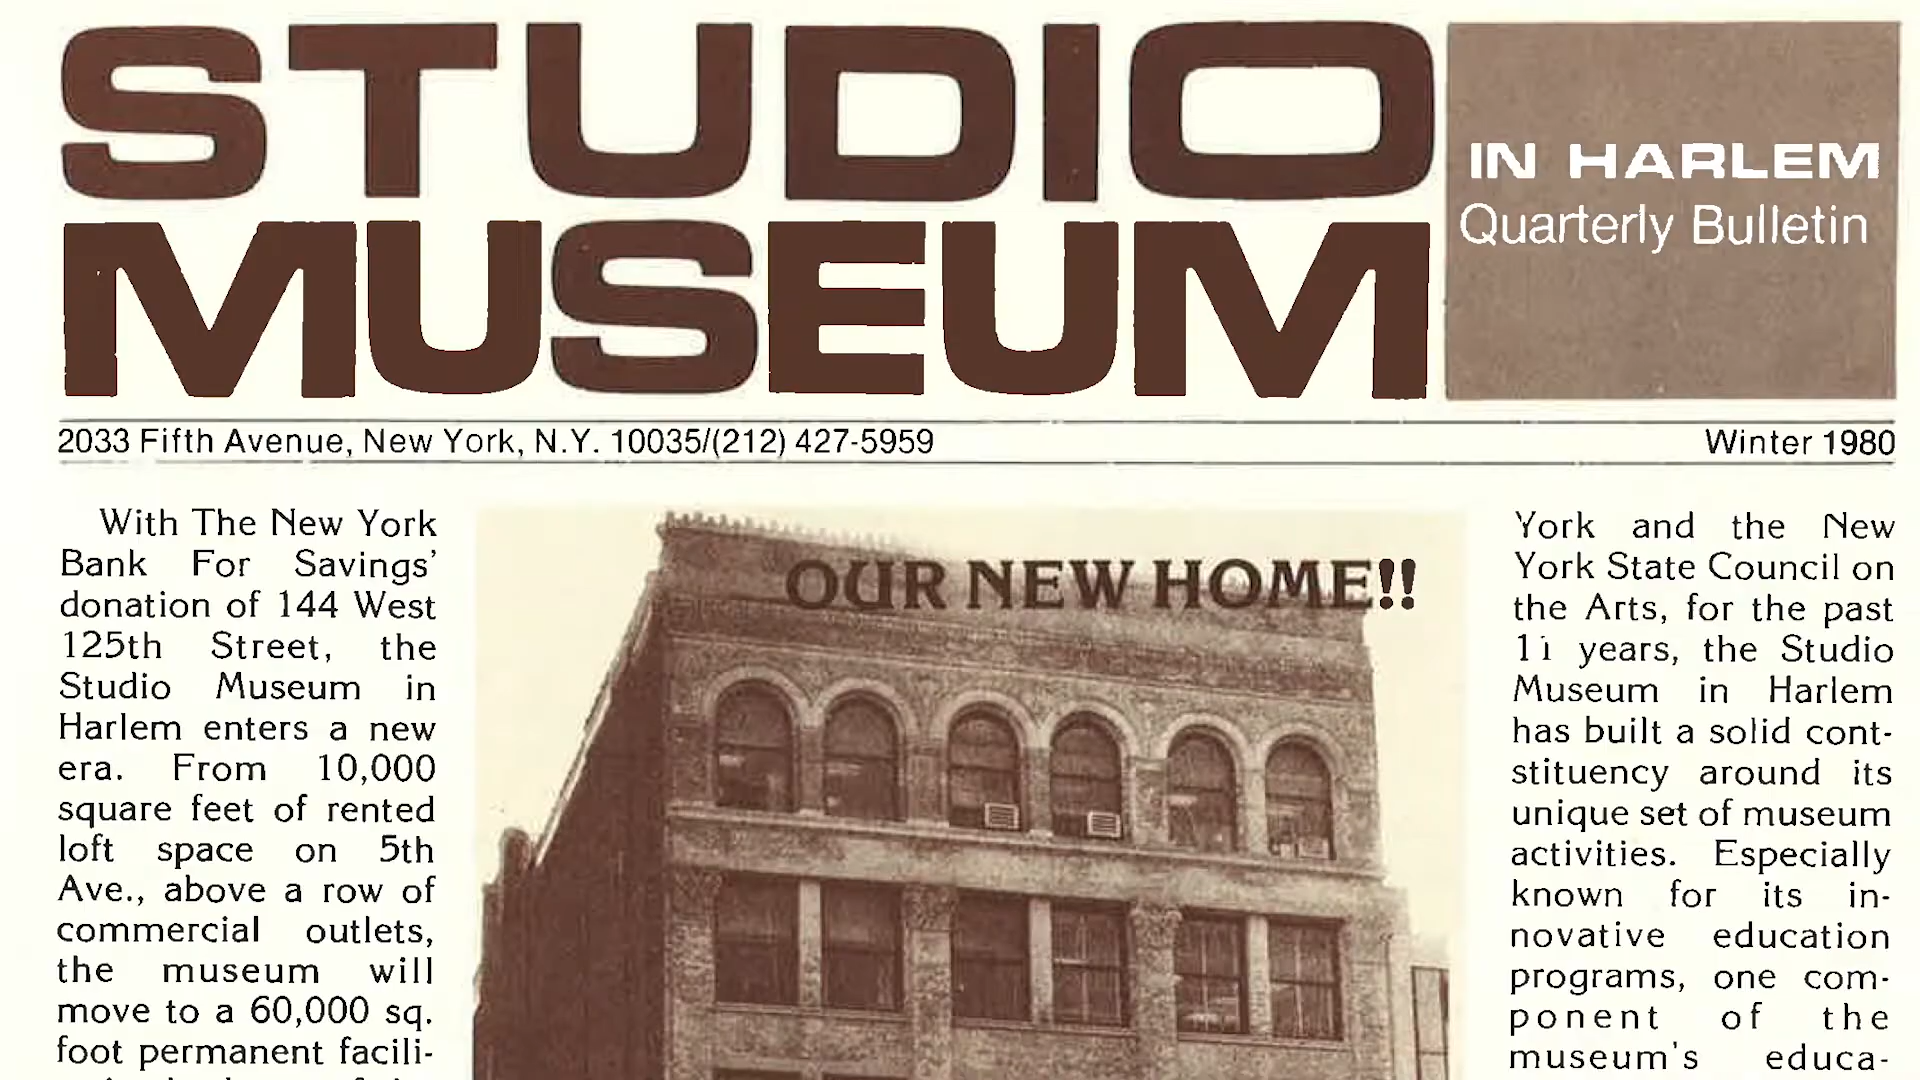 STUDIO
MUSEUM
IN HARLEM
Quarterly Bulletin
2033 Fifth Avenue, New York, N.Y. 10035/(212) 427-5959
Winter 1980
With The New York
Bank For Savings'
donation of 144 West
125th Street, the
Studio Museum in
Harlem enters a new
era. From 10,000
square feet of rented
loft space on 5th
Ave., above a row of
commercial outlets,
the museum will
move to a 60,000 sq.
foot permanent facili-
OUR NEW HOME!!
York and the New
York State Council on
the Arts, for the past
11 years, the Studio
Museum in Harlem
has built a solid cont-
stituency around its
unique set of museum
activities. Especially
known for its in-
novative education
programs, one com-
ponent of the
museum's educa-